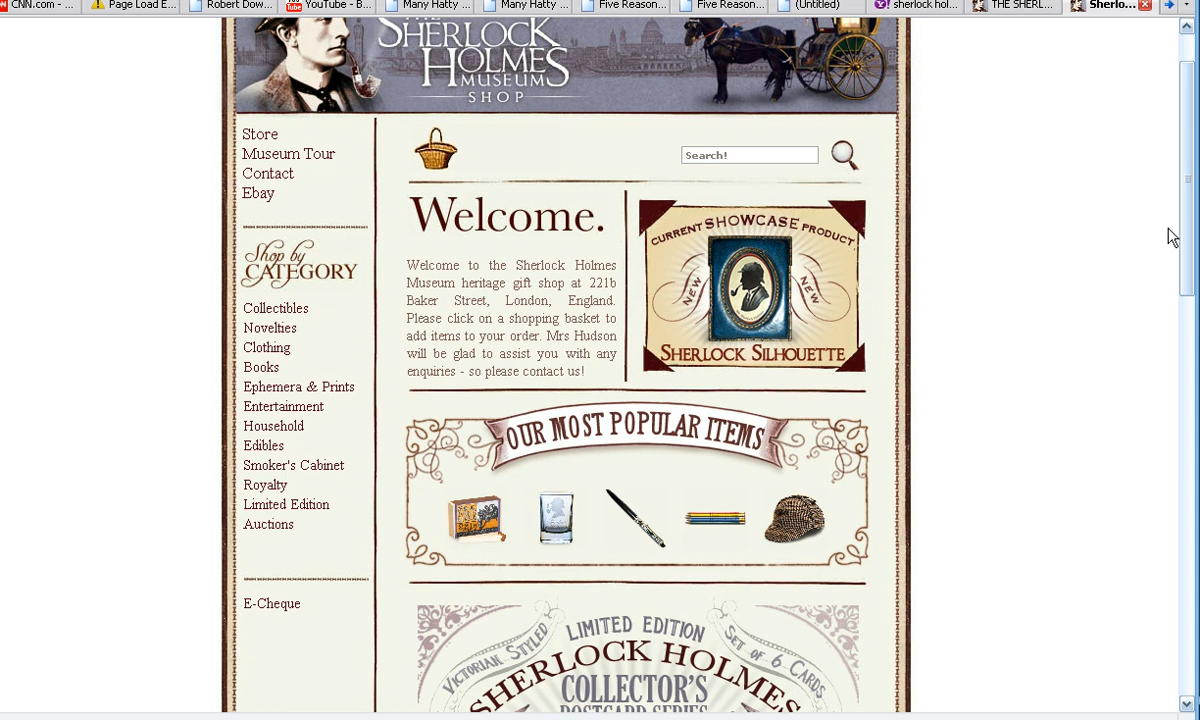 CNN.com - ...
Page Load E...
Robert Dow...
YouTube - B...
Many Hatty ...
Many Hatty ...
Five Reason...
Five Reason...
(Untitled)
sherlock hol...
THE SHERL...
Sherlo...
THE
SHERLOCK
HOLMES
MUSEUM
SHOP
Store
Museum Tour
Contact
Ebay
Search!
Shop by
CATEGORY
Collectibles
Novelties
Clothing
Books
Ephemera & Prints
Entertainment
Household
Edibles
Smoker's Cabinet
Royalty
Limited Edition
Auctions
E-Cheque
Welcome.
Welcome to the Sherlock Holmes
Museum heritage gift shop at 221b
Baker Street, London, England.
Please click on a shopping basket to
add items to your order. Mrs Hudson
will be glad to assist you with any
enquiries - so please contact us!
CURRENT SHOWCASE PRODUCT
NEW
NEW
SHERLOCK SILHOUETTE
OUR MOST POPULAR ITEMS
LIMITED EDITION
VICTORIAN STYLED
SET OF 6 CARDS
SHERLOCK HOLMES
COLLECTOR'S
POSTCARD SERIES